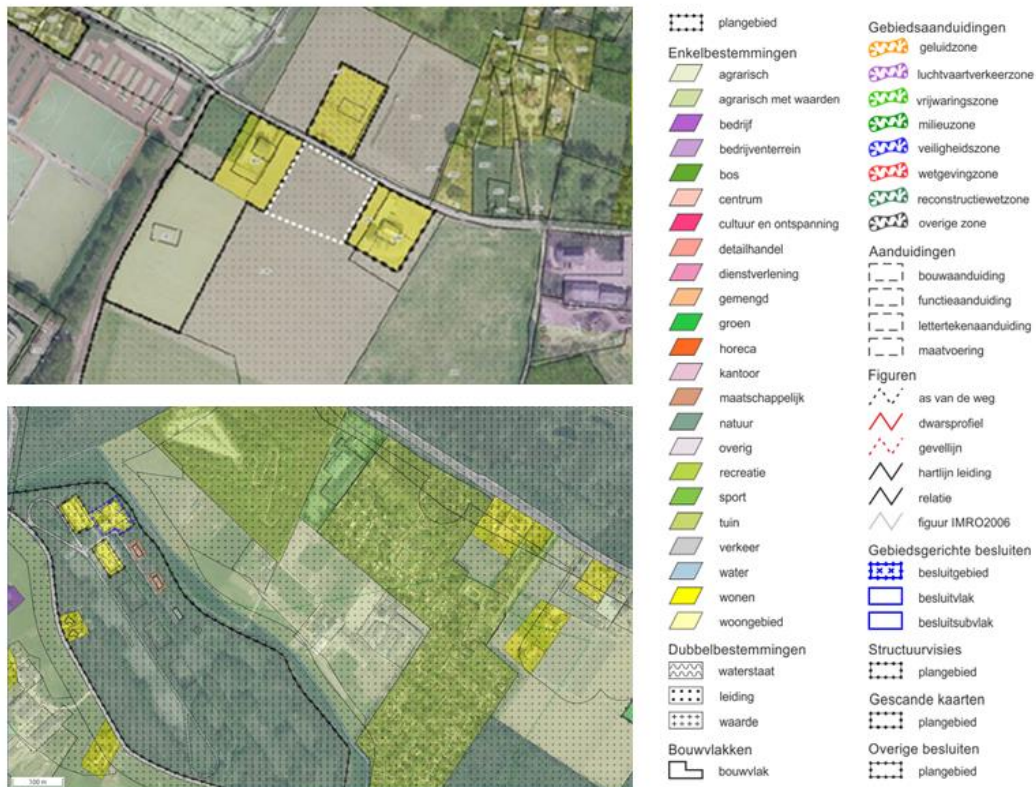 100 m
plangebied
Enkelbestemmingen
agrarisch
agrarisch met waarden
bedrijf
bedrijventerrein
bos
centrum
cultuur en ontspanning
detailhandel
dienstverlening
gemengd
groen
horeca
kantoor
maatschappelijk
natuur
overig
recreatie
sport
tuin
verkeer
water
wonen
woongebied
Dubbelbestemmingen
waterstaat
leiding
waarde
Bouwvlakken
bouwvlak
Gebiedsaanduidingen
geluidzone
luchtvaartverkeerzone
vrijwaringszone
milieuzone
veiligheidszone
wetgevingzone
reconstructiewetzone
overige zone
Aanduidingen
bouwaanduiding
functieaanduiding
lettertekenaanduiding
maatvoering
Figuren
as van de weg
dwarsprofiel
gevellijn
hartlijn leiding
relatie
figuur IMRO2006
Gebiedsgerichte besluiten
besluitgebied
besluitvlak
besluitsubvlak
Structuurvisies
plangebied
Gescande kaarten
plangebied
Overige besluiten
plangebied